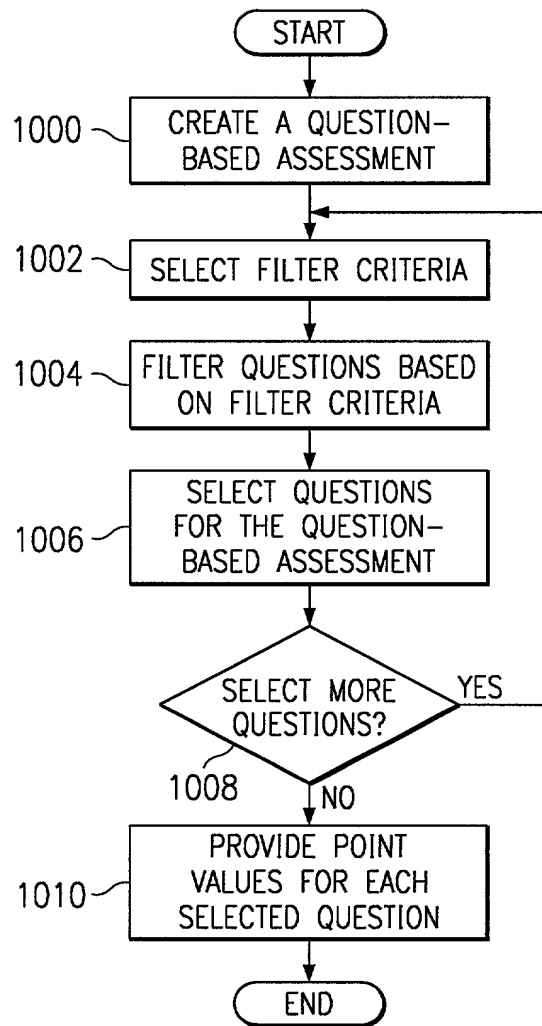 START
1000
CREATE A QUESTION-
BASED ASSESSMENT
1002
SELECT FILTER CRITERIA
1004
FILTER QUESTIONS BASED
ON FILTER CRITERIA
1006
SELECT QUESTIONS
FOR THE QUESTION-
BASED ASSESSMENT
SELECT MORE
QUESTIONS?
YES
1008
NO
1010
PROVIDE POINT
VALUES FOR EACH
SELECTED QUESTION
END